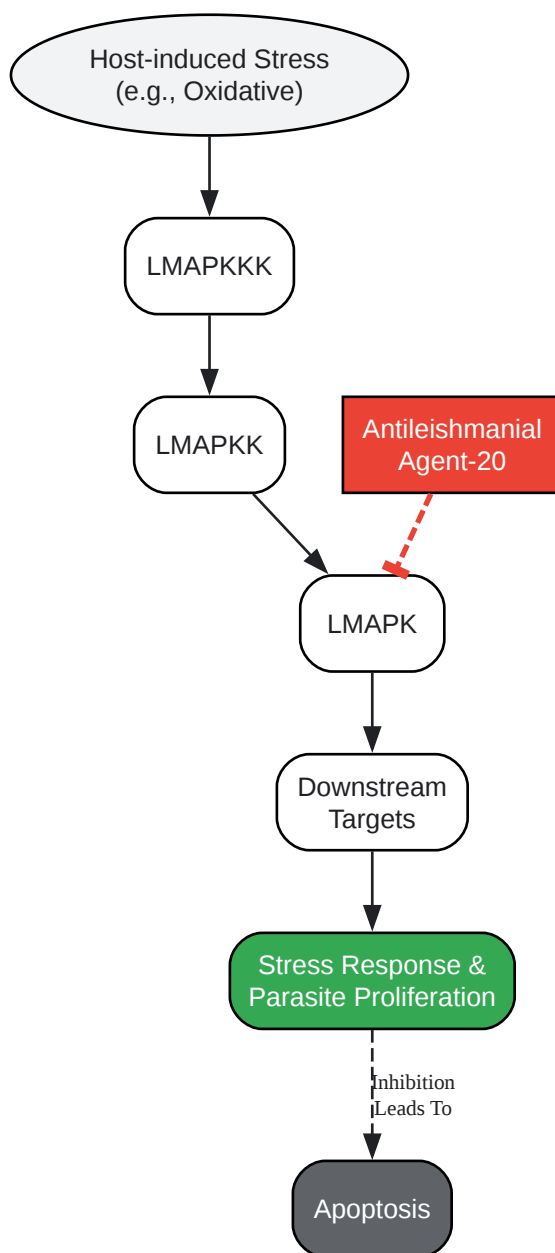 Host-induced Stress
(e.g., Oxidative)
LMAPKKK
LMAPKK
Antileishmanial
Agent-20
LMAPK
Downstream
Targets
Stress Response &
Parasite Proliferation
Inhibition
Leads To
Apoptosis